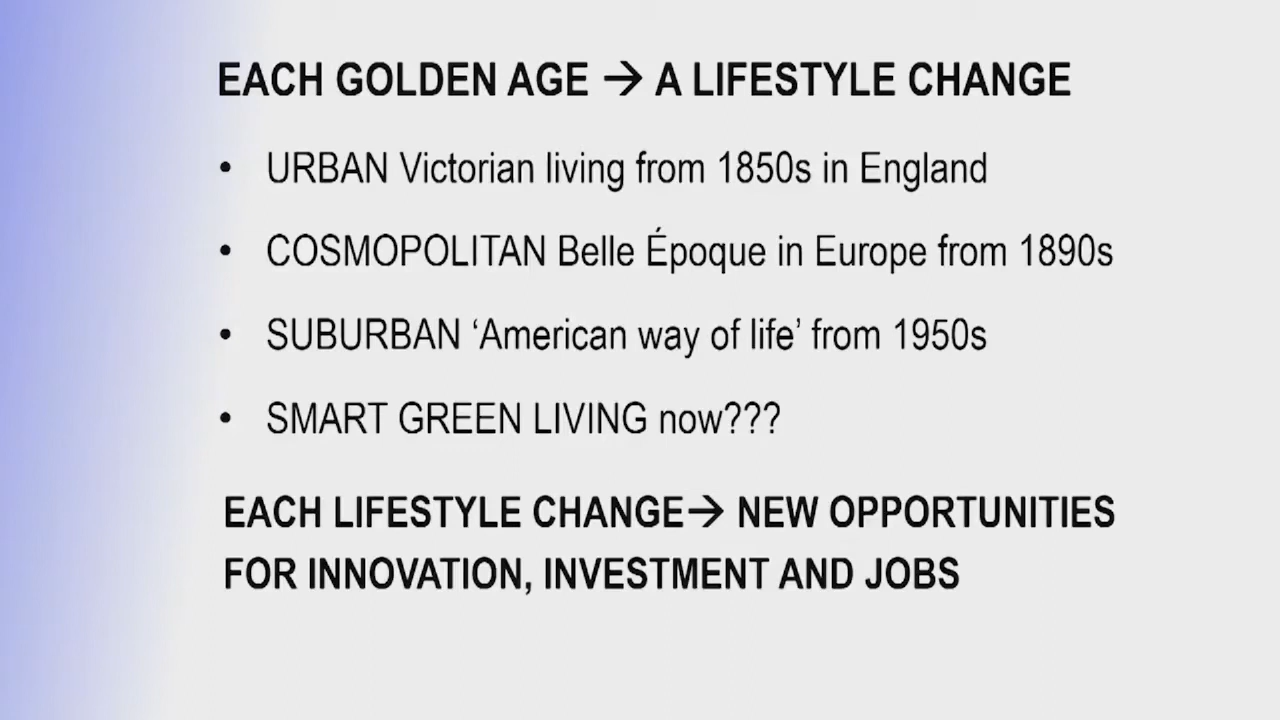 EACH GOLDEN AGE → A LIFESTYLE CHANGE
• URBAN Victorian living from 1850s in England
• COSMOPOLITAN Belle Époque in Europe from 1890s
• SUBURBAN ‘American way of life’ from 1950s
• SMART GREEN LIVING now???
EACH LIFESTYLE CHANGE→ NEW OPPORTUNITIES
FOR INNOVATION, INVESTMENT AND JOBS